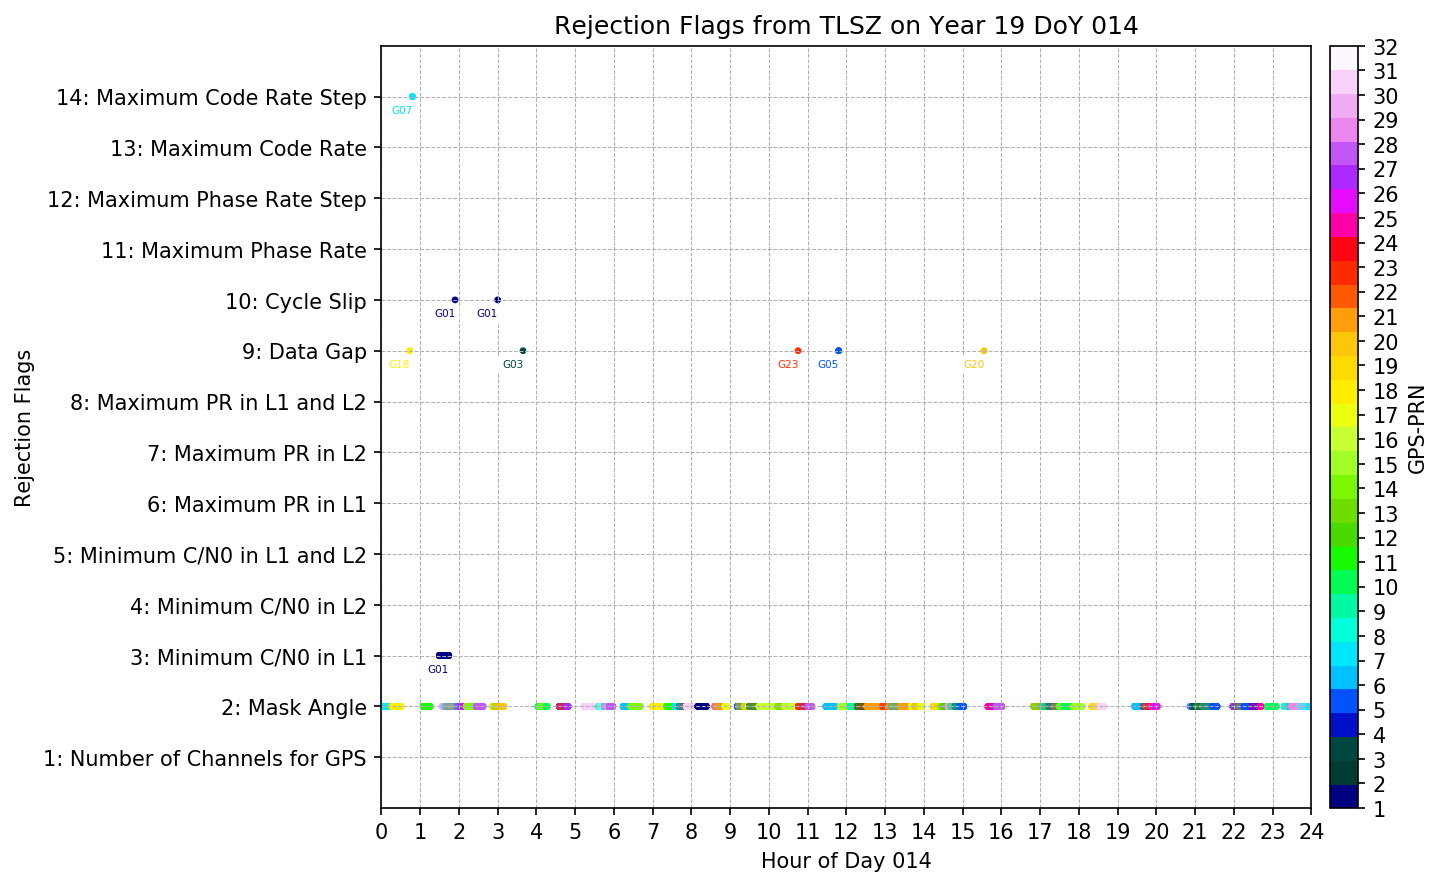 Rejection Flags from TLSZ on Year 19 DoY 014
14: Maximum Code Rate Step
G07
13: Maximum Code Rate
12: Maximum Phase Rate Step
11: Maximum Phase Rate
10: Cycle Slip
G01 G01
9: Data Gap
G18 G03 G23 G05 G20
8: Maximum PR in L1 and L2
7: Maximum PR in L2
6: Maximum PR in L1
5: Minimum C/N0 in L1 and L2
4: Minimum C/N0 in L2
3: Minimum C/N0 in L1
G01
2: Mask Angle
1: Number of Channels for GPS
Rejection Flags
0 1 2 3 4 5 6 7 8 9 10 11 12 13 14 15 16 17 18 19 20 21 22 23 24
Hour of Day 014
32
31
30
29
28
27
26
25
24
23
22
21
20
19
18
17
16
15
14
13
12
11
10
9
8
7
6
5
4
3
2
1
GPS-PRN